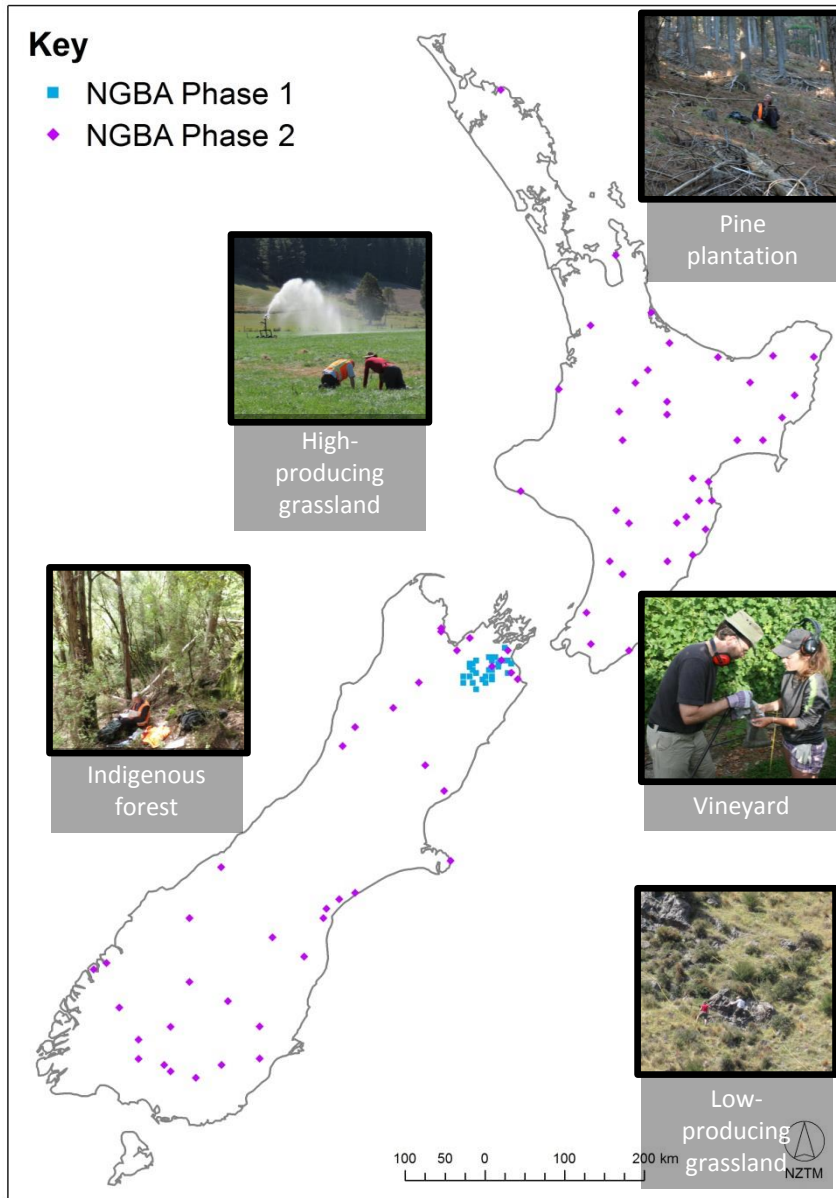 Key
NGBA Phase 1
NGBA Phase 2
Pine
plantation
High-
producing
grassland
Indigenous
forest
Vineyard
Low-
producing
grassland
NZTM
100 50 0 100 200 km